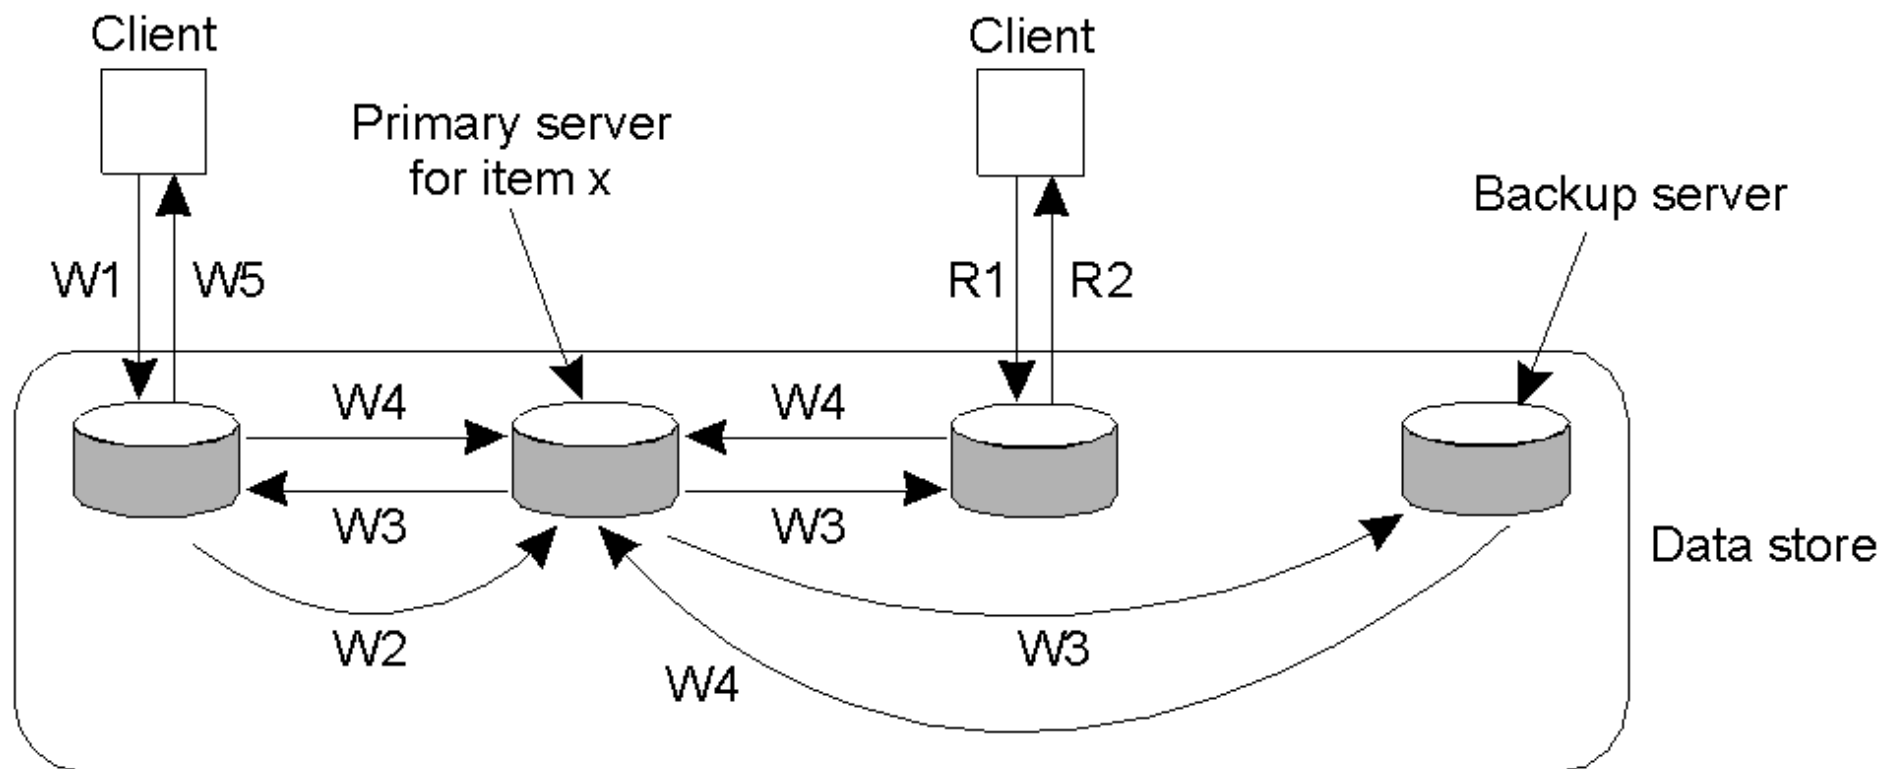 Client
Client
Primary server
for item x
Backup server
W1
W5
R1
R2
W4
W4
W3
W3
Data store
W2
W3
W4